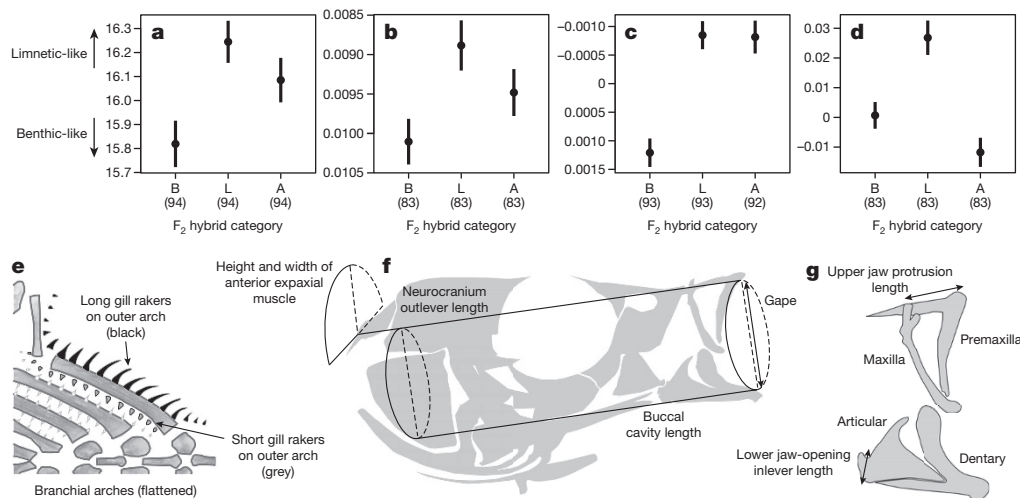 Limnetic-like
Benthic-like
a
16.3
16.2
16.1
16.0
15.9
15.8
15.7
B
L
A
(94)
(94)
(94)
F2 hybrid category
b
0.0085
0.0090
0.0095
0.0100
0.0105
B
L
A
(83)
(83)
(83)
F2 hybrid category
c
−0.0010
−0.0005
0
0.0005
0.0010
0.0015
B
L
A
(93)
(93)
(92)
F2 hybrid category
d
0.03
0.02
0.01
0
−0.01
B
L
A
(83)
(83)
(83)
F2 hybrid category
e
Long gill rakers
on outer arch
(black)
Short gill rakers
on outer arch
(grey)
Branchial arches (flattened)
f
Height and width of
anterior expaxial
muscle
Neurocranium
outlever length
Gape
Buccal
cavity length
g
Upper jaw protrusion
length
Maxilla
Premaxilla
Articular
Lower jaw-opening
inlever length
Dentary